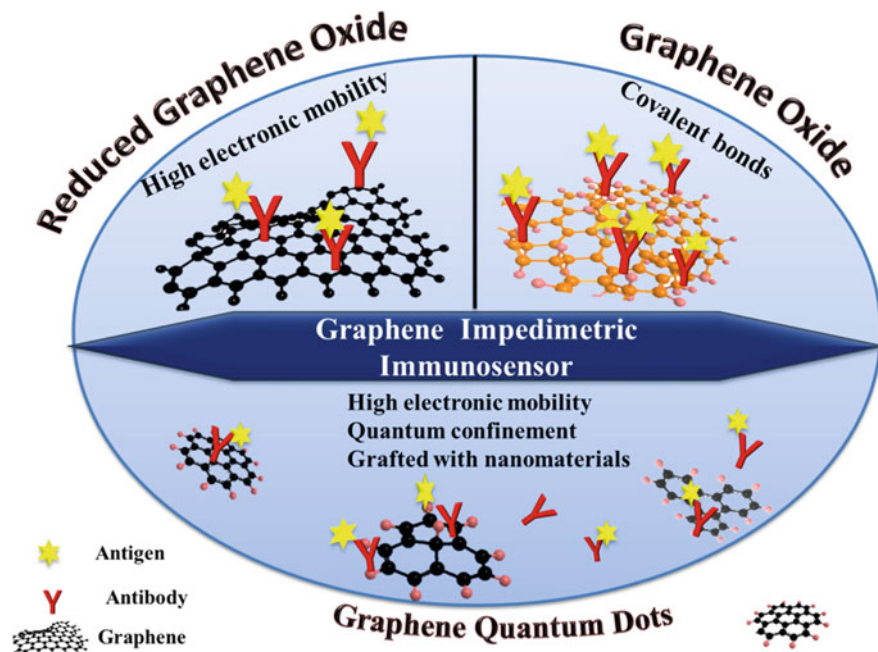 Reduced Graphene Oxide
Graphene Oxide
High electronic mobility
Covalent bonds
Graphene Impedimetric
Immunosensor
High electronic mobility
Quantum confinement
Grafted with nanomaterials
Antigen
Antibody
Graphene
Graphene Quantum Dots